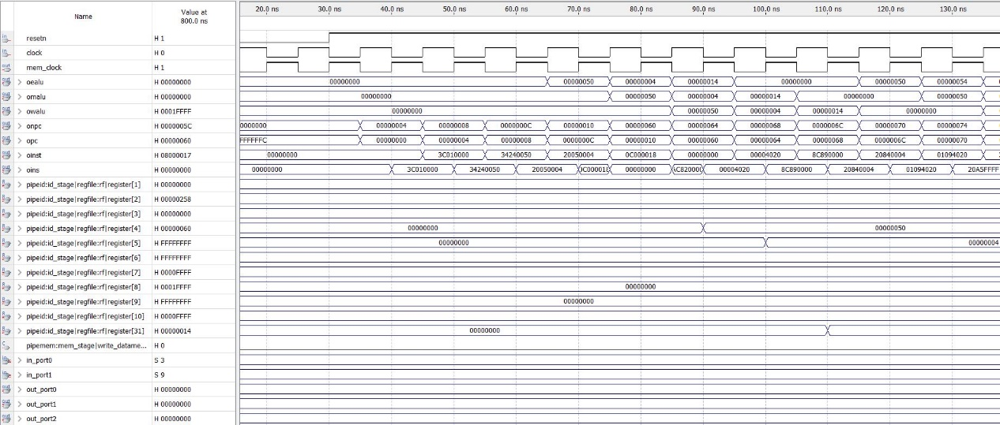 Name Value at 800.0 ns 20.0 ns 30.0 ns 40.0 ns 50.0 ns 60.0 ns 70.0 ns 80.0 ns 90.0 ns 100.0 ns 110.0 ns 120.0 ns 130.0 ns
resetn H 1
clock H 0
mem_clock H 1
oealu H 00000000 00000000 00000050 00000004 00000014 00000000 00000050 00000054
omalu H 00000000 00000000 00000050 00000004 00000014 00000000 00000050
owalu H 0001FFFF 00000000 00000050 00000004 00000014 00000000
onpc H 0000005C 0000000 00000004 00000008 0000000C 00000010 00000060 00000064 00000068 0000006C 00000070 00000074
opc H 00000060 FFFFFFC 00000000 00000004 00000008 0000000C 00000010 00000060 00000064 00000068 0000006C 00000070
oinst H 08000017 00000000 3C010000 34240050 20050004 0C000018 00000000 00004020 8C890000 20840004 01094020
oins H 00000000 00000000 3C010000 34240050 20050004 0C000018 00000000 AC820000 00004020 8C890000 20840004 01094020 20A5FFFF
pipeid:id_stage|regfile:rf|register[1] H 00000000
pipeid:id_stage|regfile:rf|register[2] H 00000258
pipeid:id_stage|regfile:rf|register[3] H 00000000
pipeid:id_stage|regfile:rf|register[4] H 00000060 00000000 00000050
pipeid:id_stage|regfile:rf|register[5] H FFFFFFFF 00000000 00000004
pipeid:id_stage|regfile:rf|register[6] H FFFFFFFF
pipeid:id_stage|regfile:rf|register[7] H 0000FFFF
pipeid:id_stage|regfile:rf|register[8] H 0001FFFF 00000000
pipeid:id_stage|regfile:rf|register[9] H FFFFFFFF 00000000
pipeid:id_stage|regfile:rf|register[10] H 0000FFFF
pipeid:id_stage|regfile:rf|register[31] H 00000014 00000000
pipemem:mem_stage|write_datame... H 0
in_port0 S 3
in_port1 S 9
out_port0 H 00000000
out_port1 H 00000000
out_port2 H 00000000